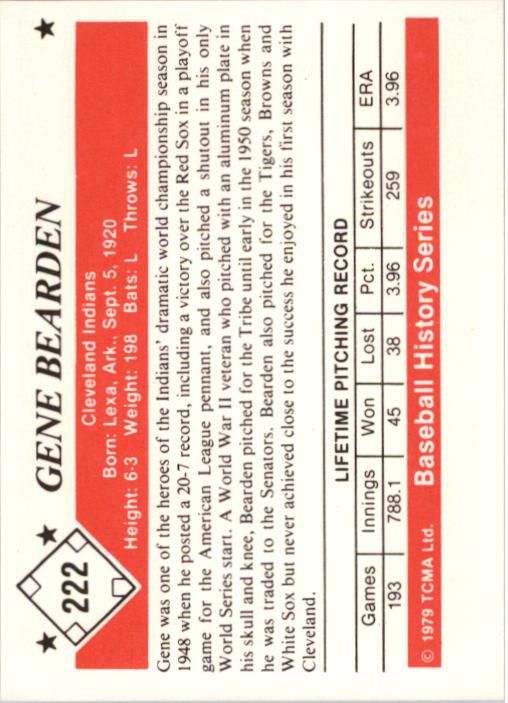 222
GENE BEARDEN
Cleveland Indians
Born: Lexa, Ark., Sept. 5, 1920
Height: 6-3 Weight: 198 Bats: L Throws: L
Gene was one of the heroes of the Indians' dramatic world championship season in
1948 when he posted a 20-7 record, including a victory over the Red Sox in a playoff
game for the American League pennant, and also pitched a shutout in his only
World Series start. A World War II veteran who pitched with an aluminum plate in
his skull and knee, Bearden pitched for the Tribe until early in the 1950 season when
he was traded to the Senators. Bearden also pitched for the Tigers, Browns and
White Sox but never achieved close to the success he enjoyed in his first season with
Cleveland.
LIFETIME PITCHING RECORD
Games Innings Won Lost Pct. Strikeouts ERA
193 788.1 45 38 3.96 259 3.96
© 1979 TCMA Ltd. Baseball History Series